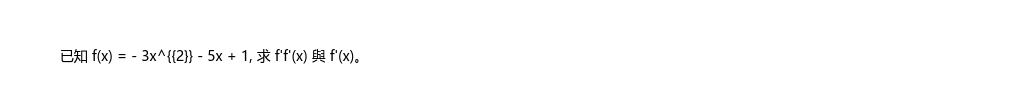 已知 f(x) = - 3x^{{2}} - 5x + 1, 求 f'f'(x) 與 f'(x)。